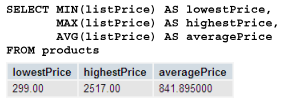 SELECT MIN(listPrice) AS lowestPrice,
MAX(listPrice) AS highestPrice,
AVG(listPrice) AS averagePrice
FROM products
lowestPrice highestPrice averagePrice
299.00 2517.00 841.895000